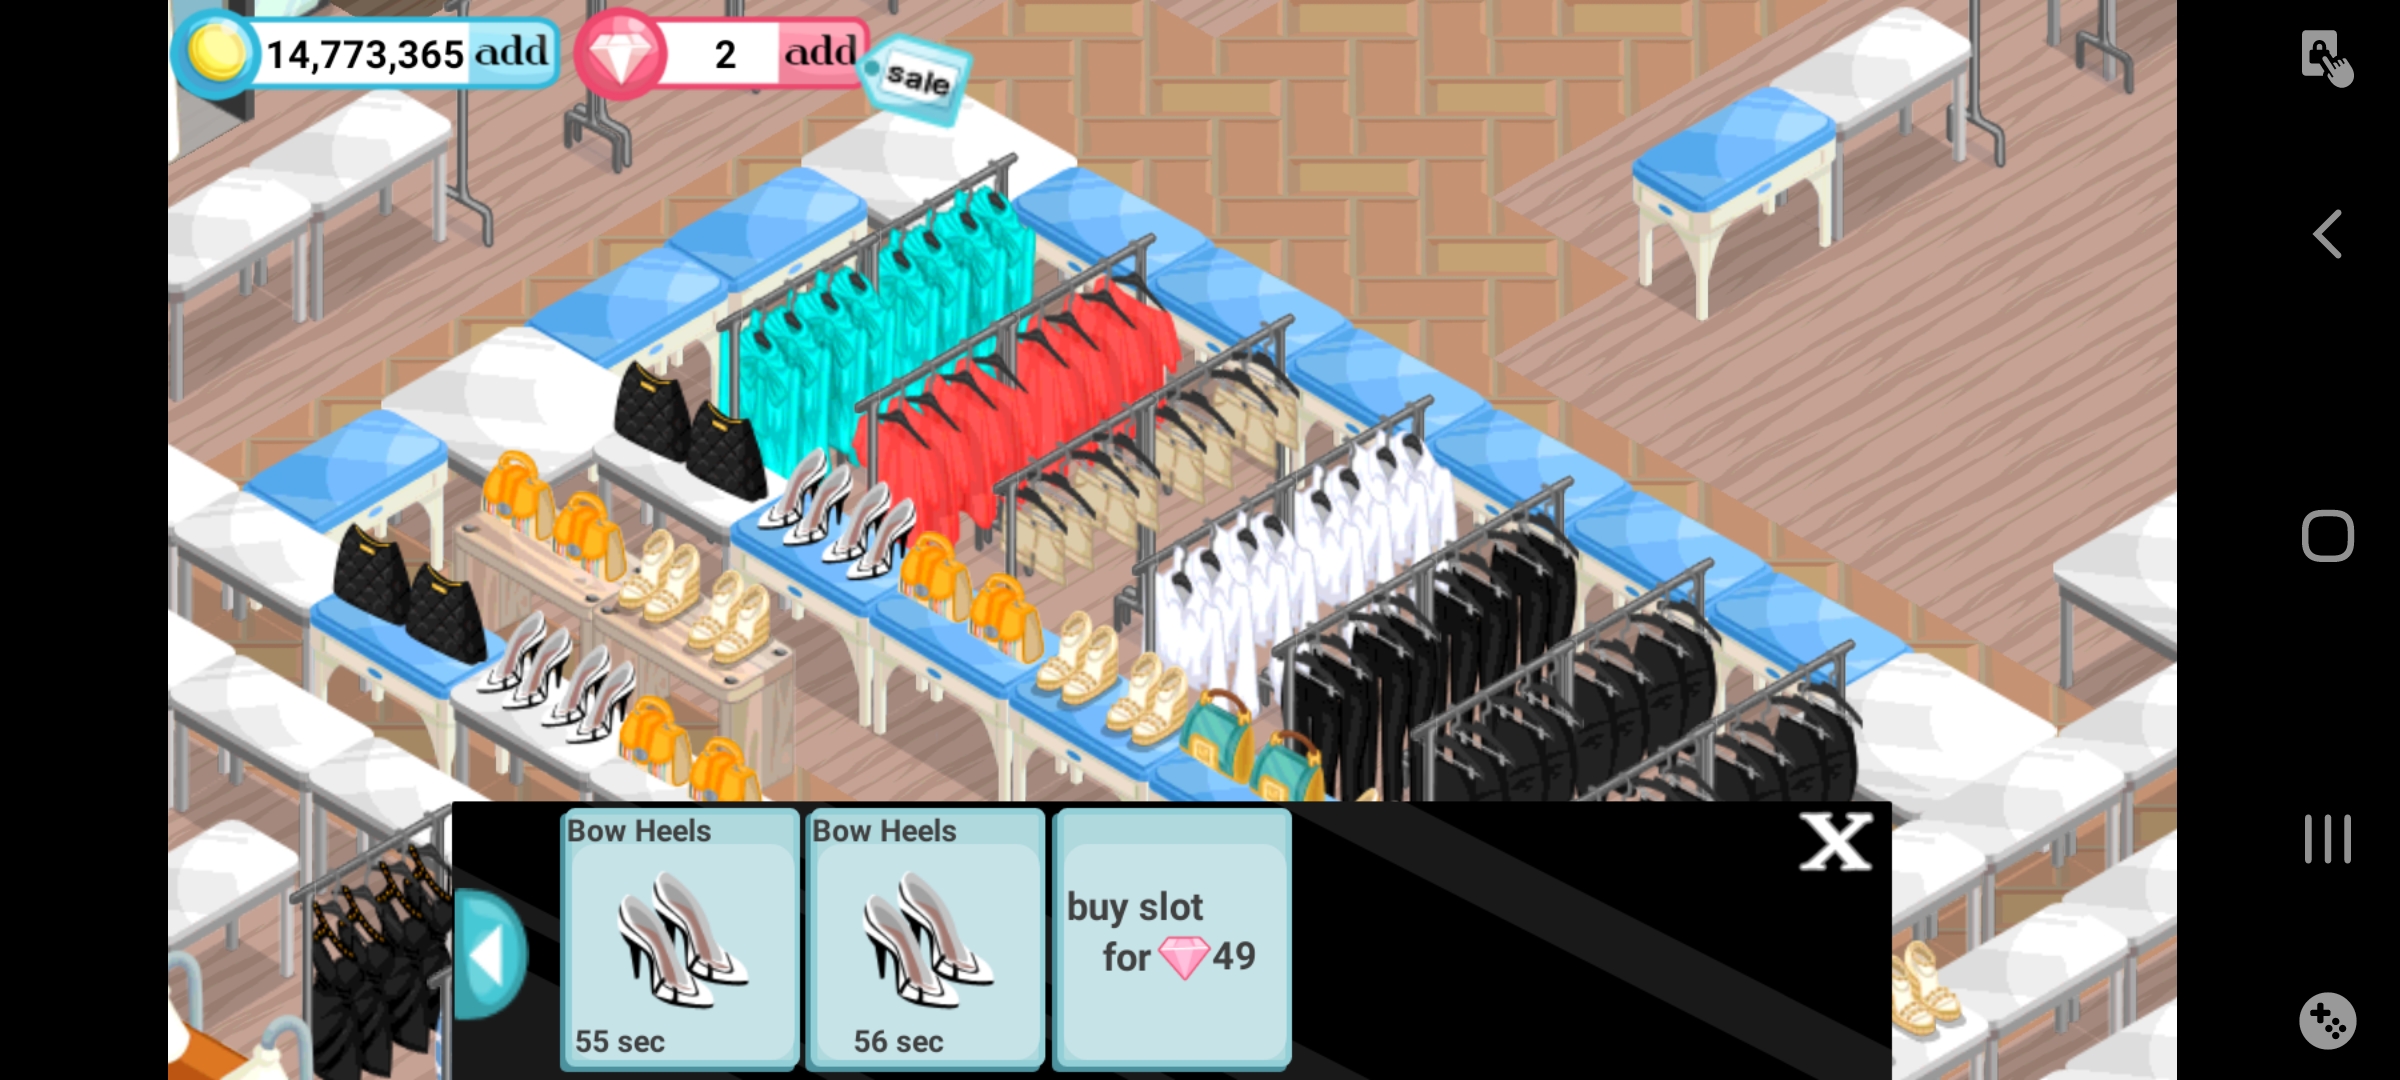 14,773,365 add
2 add
sale
Bow Heels
55 sec
Bow Heels
56 sec
buy slot
for 49
X